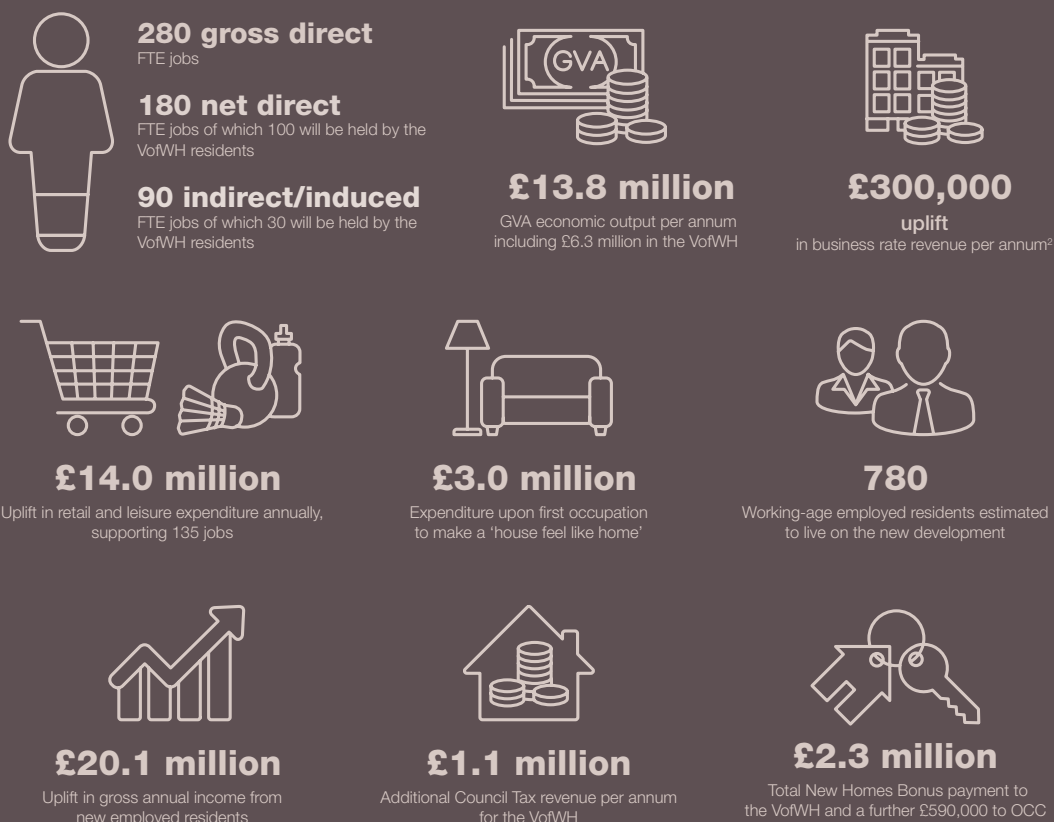 280 gross direct
FTE jobs
180 net direct
FTE jobs of which 100 will be held by the
VofWH residents
90 indirect/induced
FTE jobs of which 30 will be held by the
VofWH residents
GVA
£13.8 million
GVA economic output per annum
including £6.3 million in the VofWH
£300,000
uplift
in business rate revenue per annum²
£14.0 million
Uplift in retail and leisure expenditure annually,
supporting 135 jobs
£3.0 million
Expenditure upon first occupation
to make a ‘house feel like home’
780
Working-age employed residents estimated
to live on the new development
£20.1 million
Uplift in gross annual income from
new employed residents
£1.1 million
Additional Council Tax revenue per annum
for the VofWH
£2.3 million
Total New Homes Bonus payment to
the VofWH and a further £590,000 to OCC